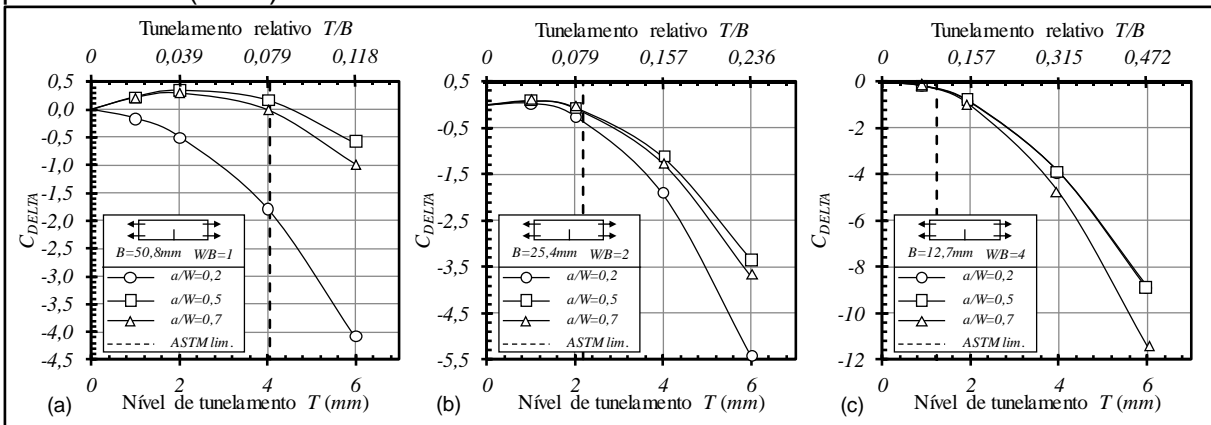 Tunelamento relativo T/B
0 0,039 0,079 0,118
0,5
0,0
-0,5
-1,0
-1,5
-2,0
-2,5
-3,0
-3,5
-4,0
-4,5
C_DELTA
B=50,8mm W/B=1
a/W=0,2
a/W=0,5
a/W=0,7
ASTM lim.
0 2 4 6
(a) Nível de tunelamento T (mm)
Tunelamento relativo T/B
0 0,079 0,157 0,236
0,5
-0,5
-1,5
-2,5
-3,5
-4,5
-5,5
C_DELTA
B=25,4mm W/B=2
a/W=0,2
a/W=0,5
a/W=0,7
ASTM lim.
0 2 4 6
(b) Nível de tunelamento T (mm)
Tunelamento relativo T/B
0 0,157 0,315 0,472
0
-2
-4
-6
-8
-10
-12
C_DELTA
B=12,7mm W/B=4
a/W=0,2
a/W=0,5
a/W=0,7
ASTM lim.
0 2 4 6
(c) Nível de tunelamento T (mm)